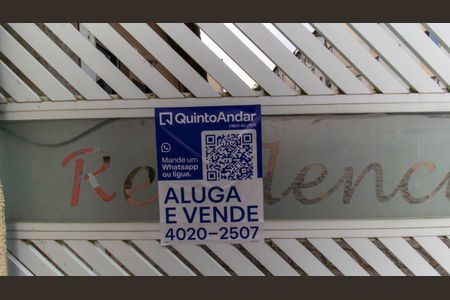 QuintoAndar
Mande um
Whatsapp
ou ligue.
ALUGA
E VENDE
4020-2507